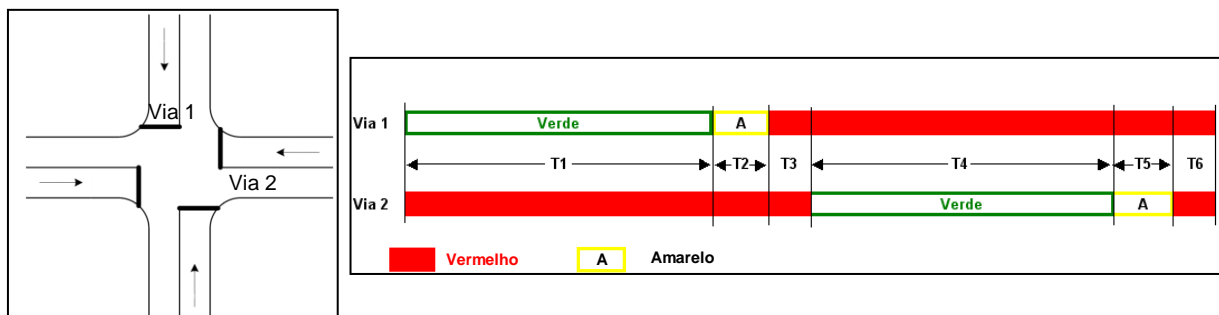 Via 1
Via 2
Via 1 Verde A
T1 T2 T3 T4 T5 T6
Via 2 Verde A
Vermelho A Amarelo